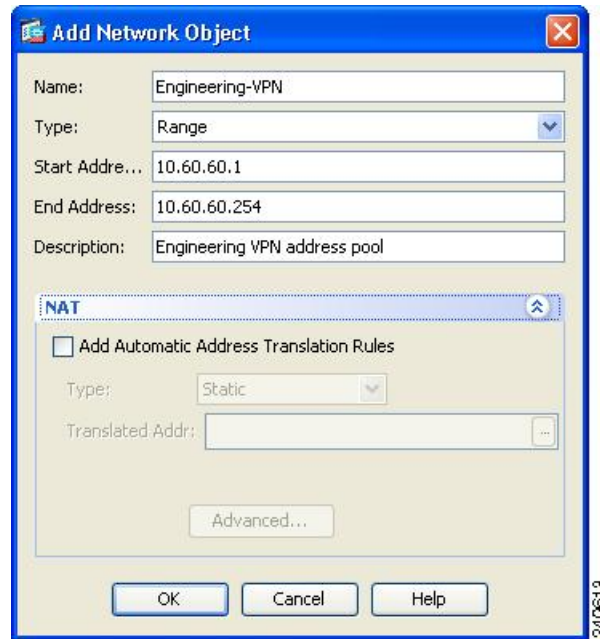 Add Network Object
Name: Engineering-VPN
Type: Range
Start Addre... 10.60.60.1
End Address: 10.60.60.254
Description: Engineering VPN address pool
NAT
Add Automatic Address Translation Rules
Type: Static
Translated Addr: ...
Advanced...
OK Cancel Help
240613